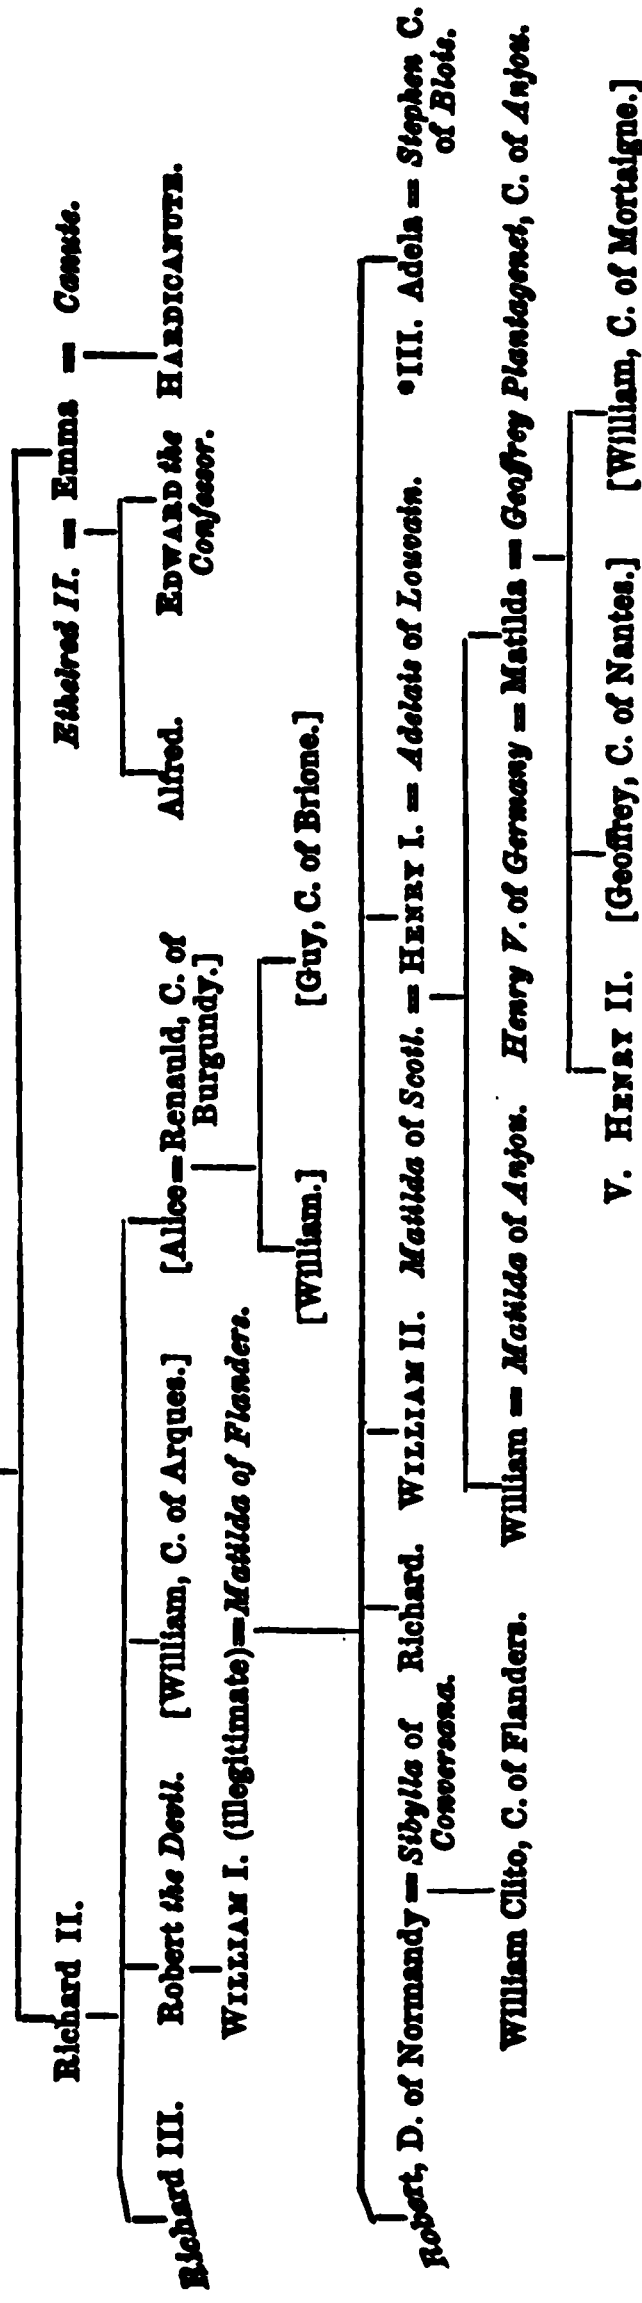 Richard II. Ethelred II. = Emma = Canute.
Richard III. Robert the Devil. [William, C. of Arques.] [Alice=Renauld, C. of Burgundy.] Alfred. EDWARD the Confessor. HARDICANUTE.
WILLIAM I. (illegitimate)=Matilda of Flanders.
[William.] [Guy, C. of Brione.]
Robert, D. of Normandy=Sibylla of Conversana. Richard. WILLIAM II. Matilda of Scotl. = HENRY I. = Adelais of Louvain. *III. Adela = Stephen C. of Blois.
William Clito, C. of Flanders. William = Matilda of Anjou. Henry V. of Germany = Matilda = Geoffrey Plantagenet, C. of Anjou.
V. HENRY II. [Geoffrey, C. of Nantes.] [William, C. of Mortaigne.]